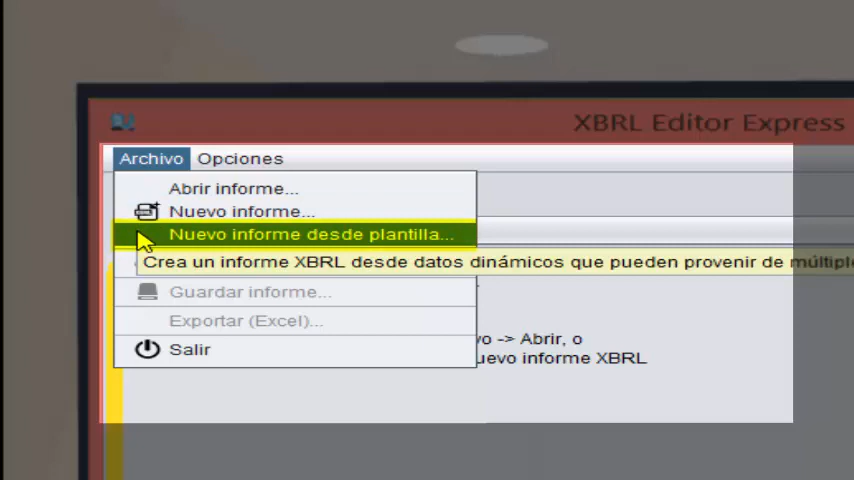 XBRL Editor Express
Archivo Opciones
Abrir informe...
Nuevo informe...
Nuevo informe desde plantilla...
Crea un informe XBRL desde datos dinámicos que pueden provenir de múltiple
Guardar informe...
Exportar (Excel)...
vo -> Abrir, o
Salir
uevo informe XBRL